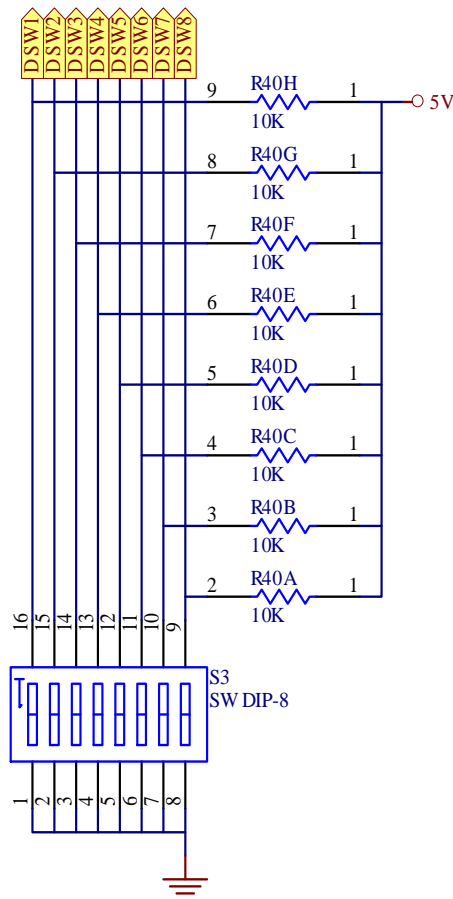 DSW1
DSW2
DSW3
DSW4
DSW5
DSW6
DSW7
DSW8
9 R40H 1 5V
10K
8 R40G 1
10K
7 R40F 1
10K
6 R40E 1
10K
5 R40D 1
10K
4 R40C 1
10K
3 R40B 1
10K
2 R40A 1
10K
16 15 14 13 12 11 10 9
S3
SW DIP-8
1 2 3 4 5 6 7 8